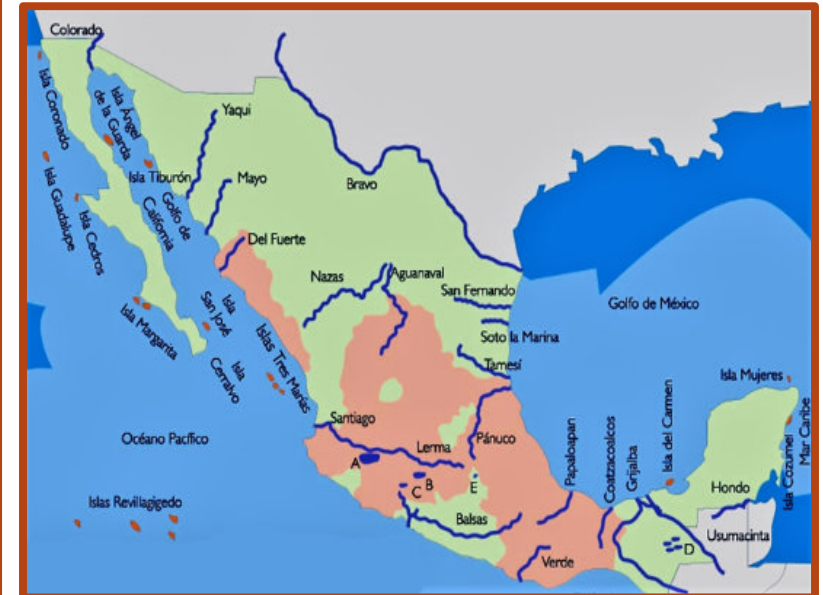 Colorado
Isla Coronado
Isla Ángel
de la Guarda
Yaqui
Isla Tiburón
Mayo
Bravo
Isla Guadalupe
Isla Cedros
Golfo de
California
Del Fuerte
Nazas
Aguanaval
San Fernando
Golfo de México
Isla Margarita
Isla
San José
Isla
Cerralvo
Islas Tres Marías
Soto la Marina
Tamesí
Isla Mujeres
Océano Pacífico
Santiago
Lerma
Pánuco
Papaloapan
Coatzacoalcos
Grijalba
Isla del Carmen
Isla Cozumel
Mar Caribe
A
B
C
E
Islas Revillagigedo
Balsas
Hondo
Usumacinta
D
Verde